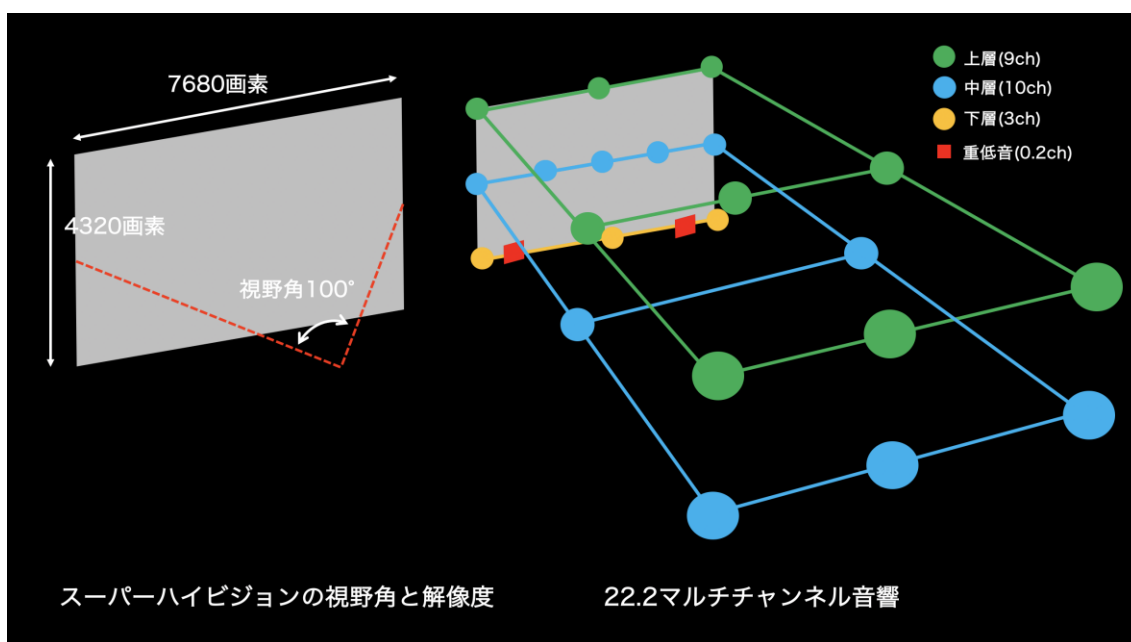 7680画素
4320画素
視野角100°
上層(9ch)
中層(10ch)
下層(3ch)
重低音(0.2ch)
スーパーハイビジョンの視野角と解像度
22.2マルチチャンネル音響